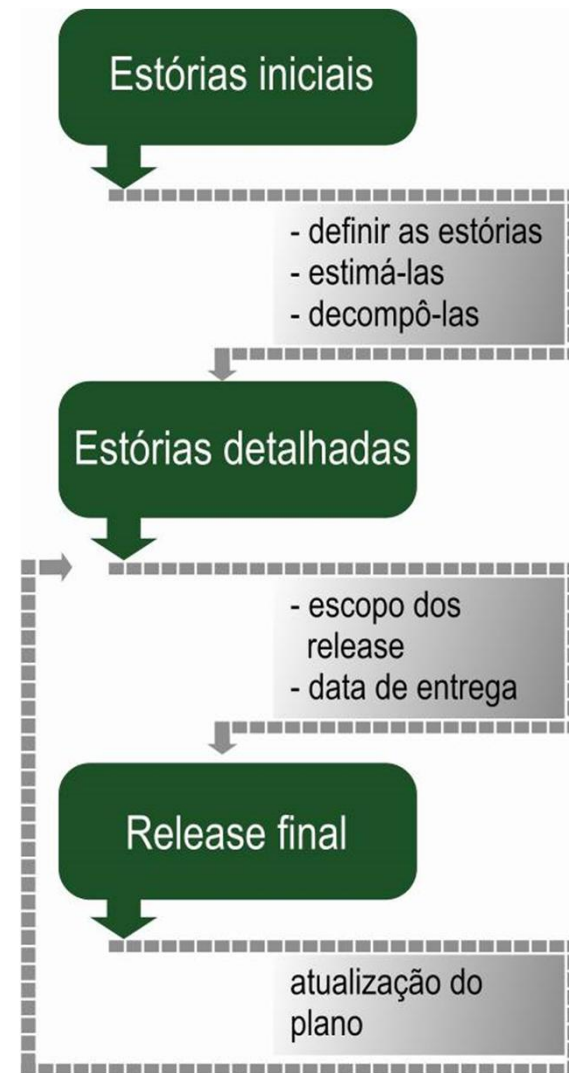 Estórias iniciais
- definir as estórias
- estimá-las
- decompô-las
Estórias detalhadas
- escopo dos
release
- data de entrega
Release final
atualização do
plano